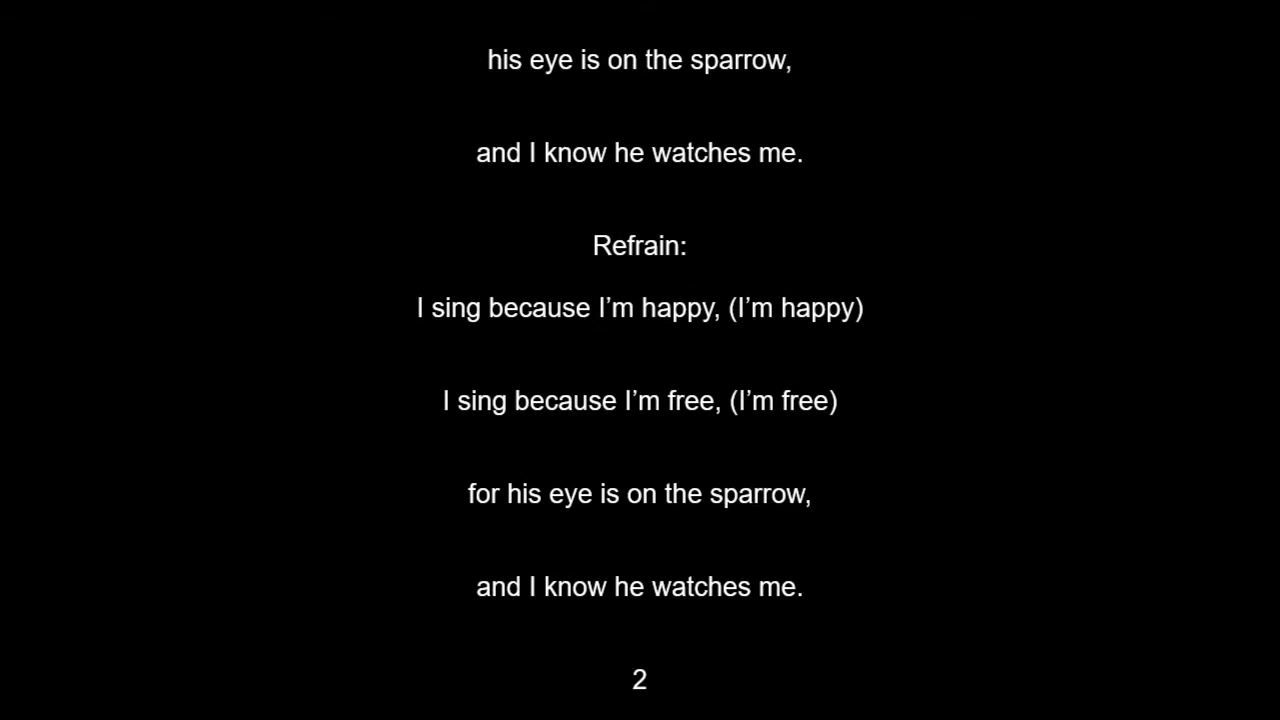 his eye is on the sparrow,
and I know he watches me.
Refrain:
I sing because I’m happy, (I’m happy)
I sing because I’m free, (I’m free)
for his eye is on the sparrow,
and I know he watches me.
2